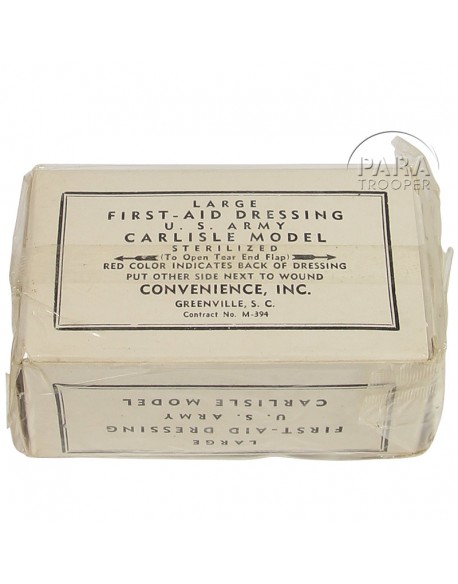 PARA
TROOPER
LARGE
FIRST-AID DRESSING
U. S. ARMY
CARLISLE MODEL
STERILIZED
(To Open Tear End Flap)
RED COLOR INDICATES BACK OF DRESSING
PUT OTHER SIDE NEXT TO WOUND
CONVENIENCE, INC.
GREENVILLE, S. C.
Contract No. M-394
LARGE
FIRST-AID DRESSING
U. S. ARMY
CARLISLE MODEL